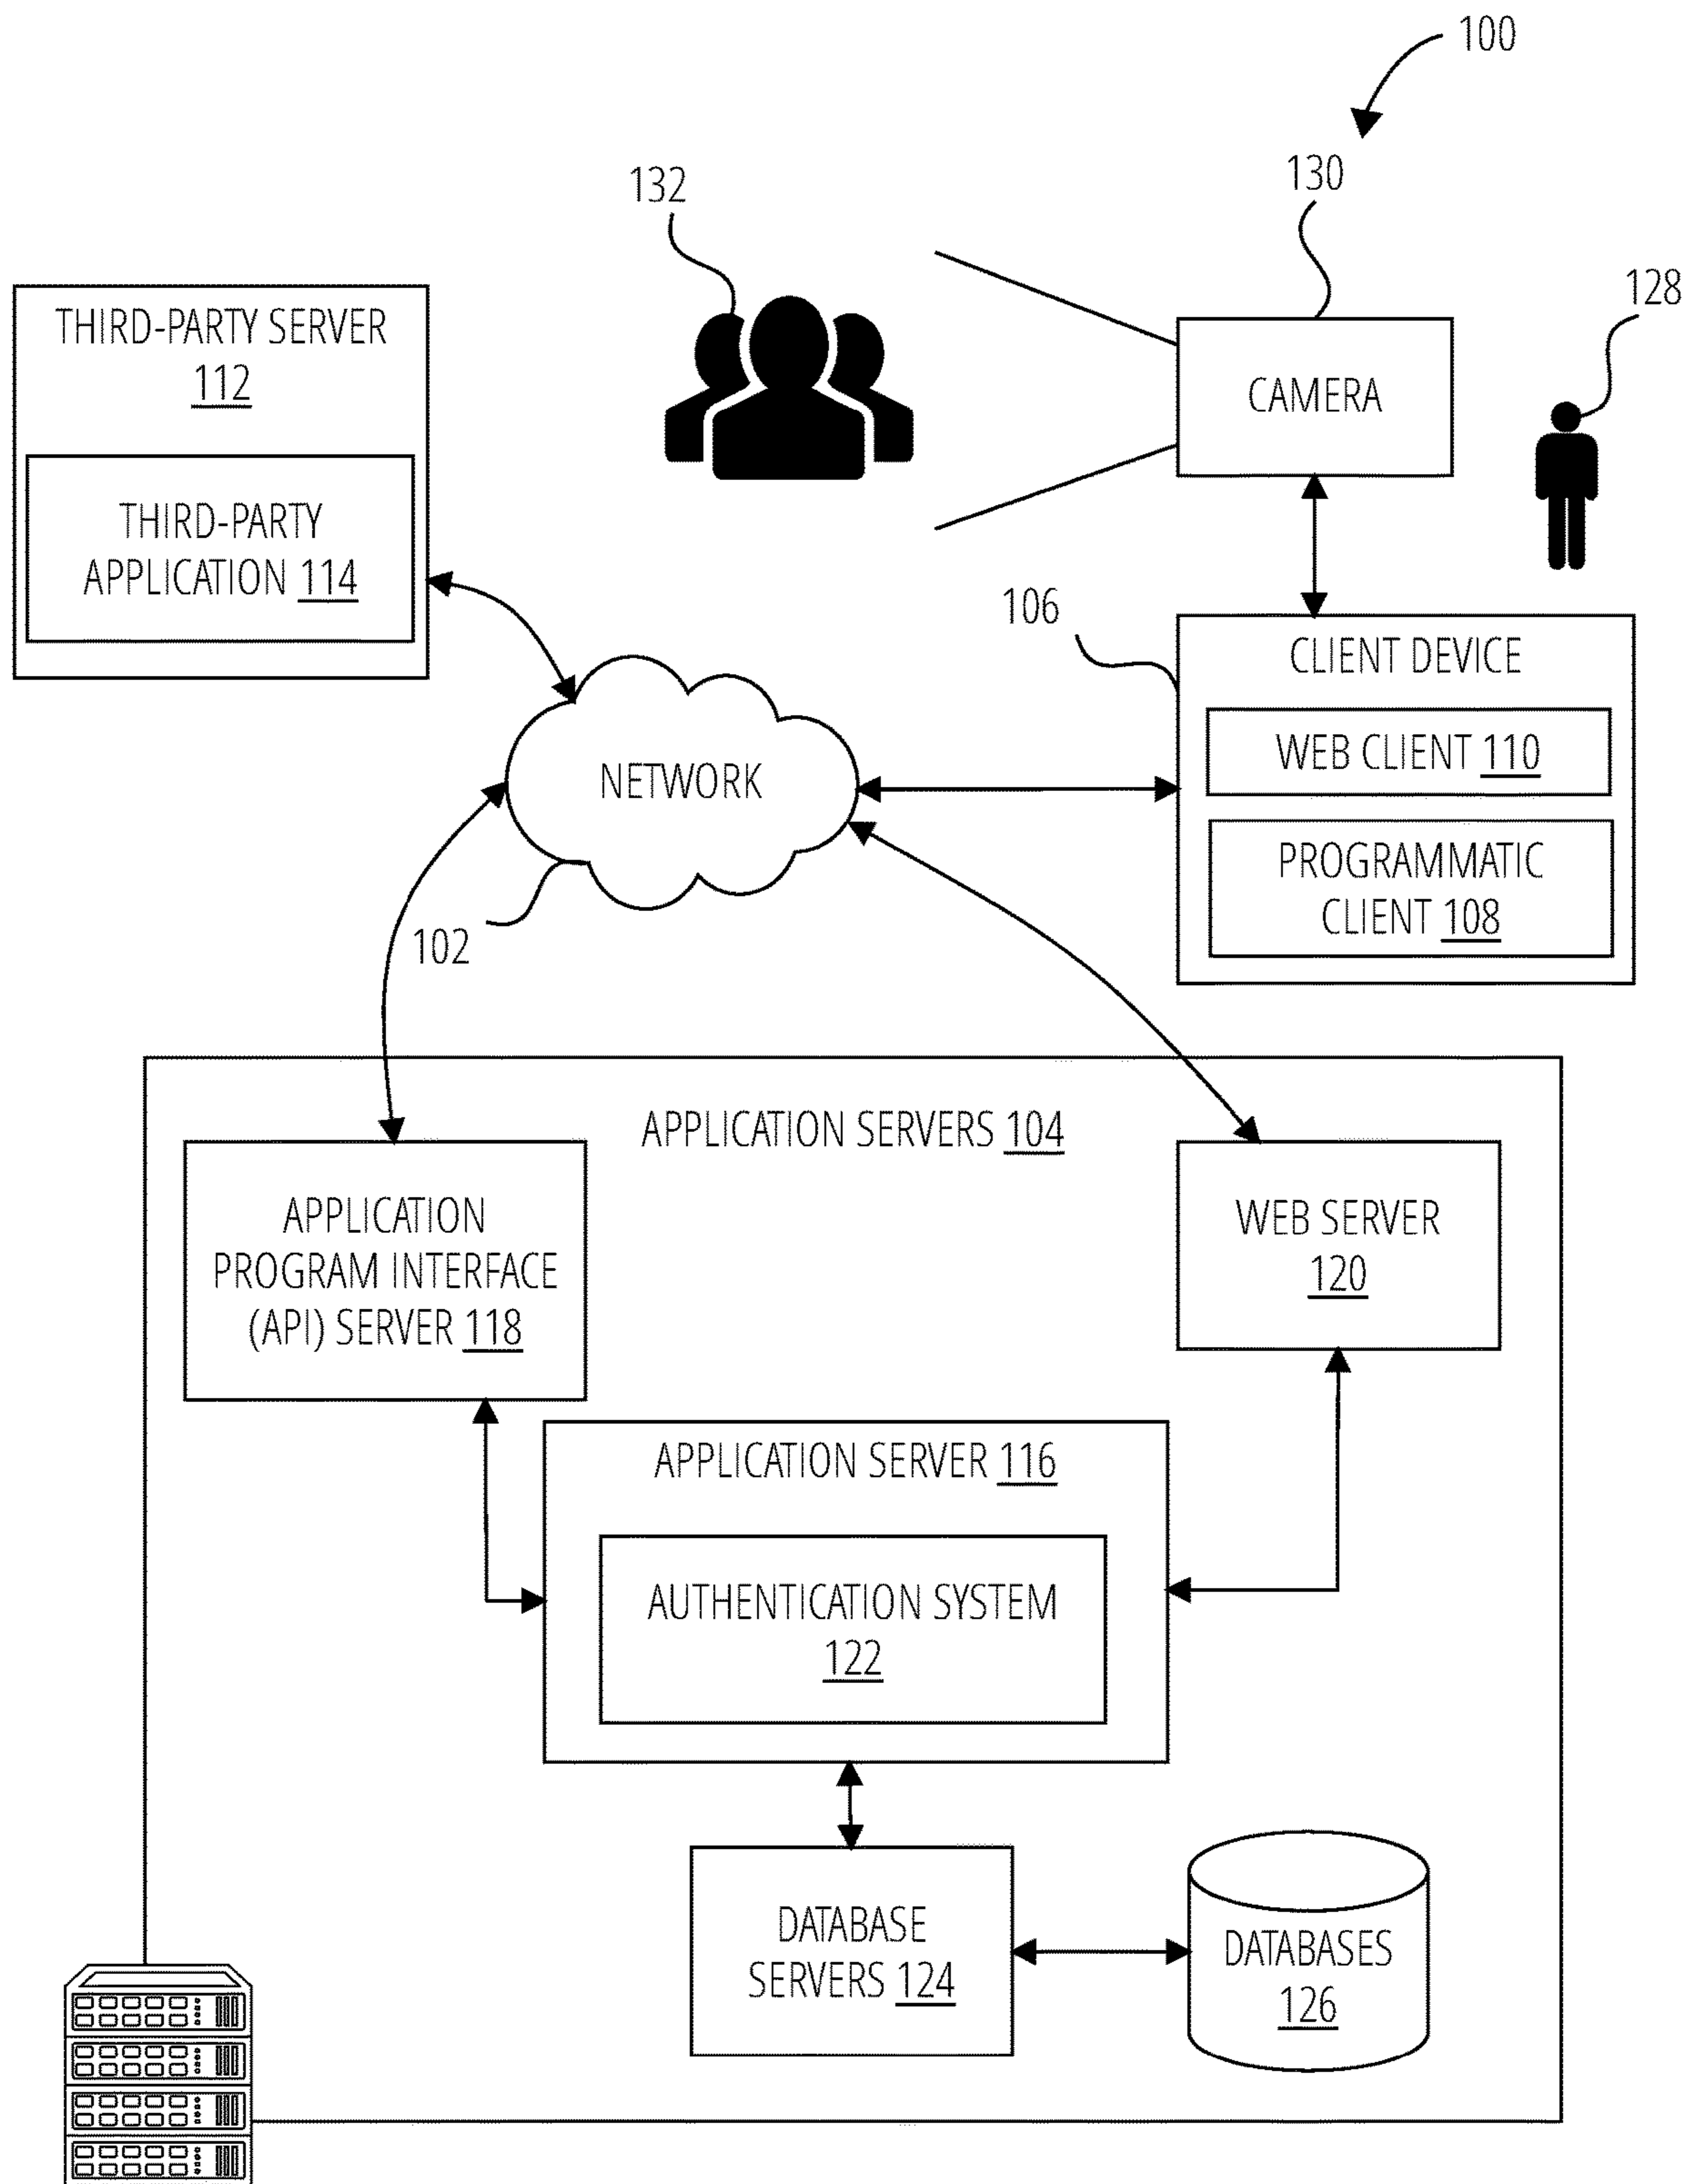 100
130
132
128
THIRD-PARTY SERVER
112
CAMERA
THIRD-PARTY
APPLICATION 114
106
CLIENT DEVICE
WEB CLIENT 110
NETWORK
PROGRAMMATIC
CLIENT 108
102
APPLICATION SERVERS 104
APPLICATION
PROGRAM INTERFACE
(API) SERVER 118
WEB SERVER
120
APPLICATION SERVER 116
AUTHENTICATION SYSTEM
122
DATABASE
SERVERS 124
DATABASES
126